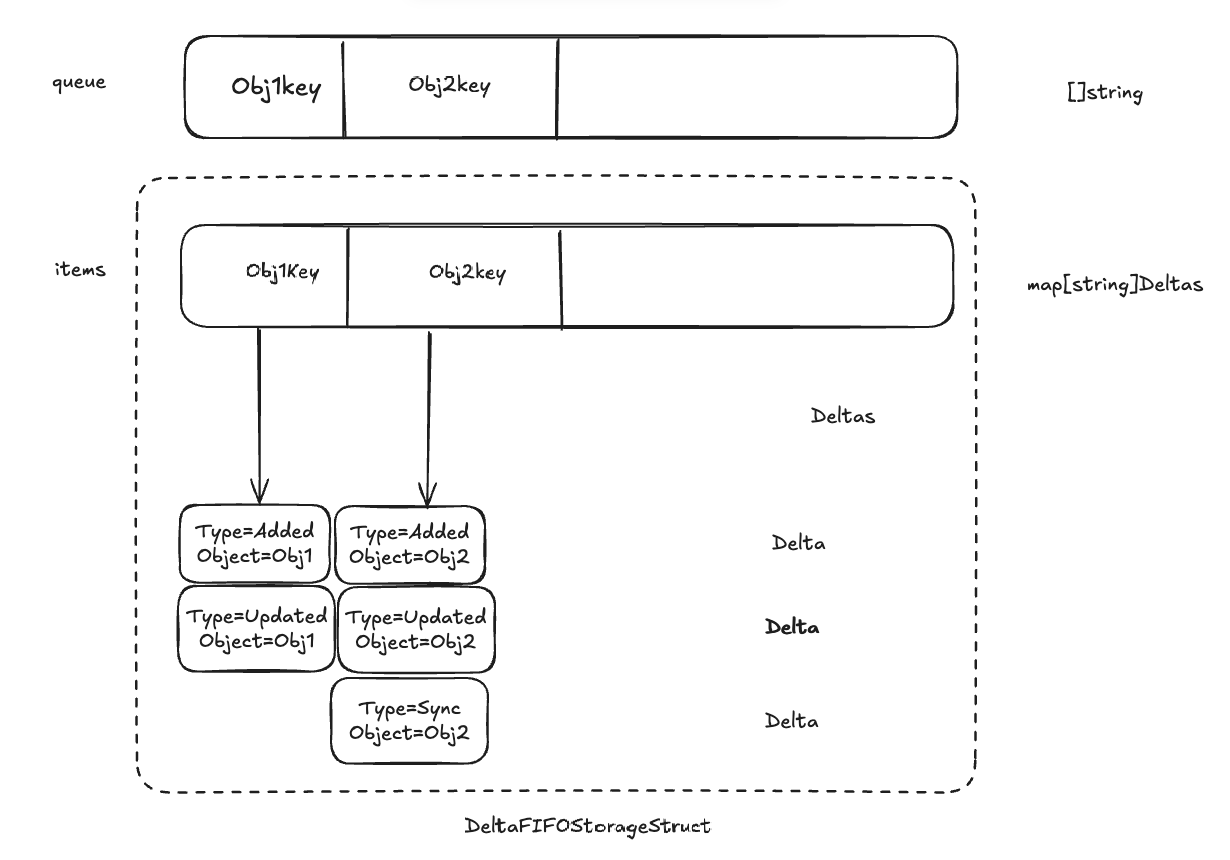 queue
Obj1key
Obj2key
[]string
items
Obj1Key
Obj2key
map[string]Deltas
Deltas
Type=Added
Object=Obj1
Type=Added
Object=Obj2
Delta
Type=Updated
Object=Obj1
Type=Updated
Object=Obj2
Delta
Type=Sync
Object=Obj2
Delta
DeltaFIFOStorageStruct